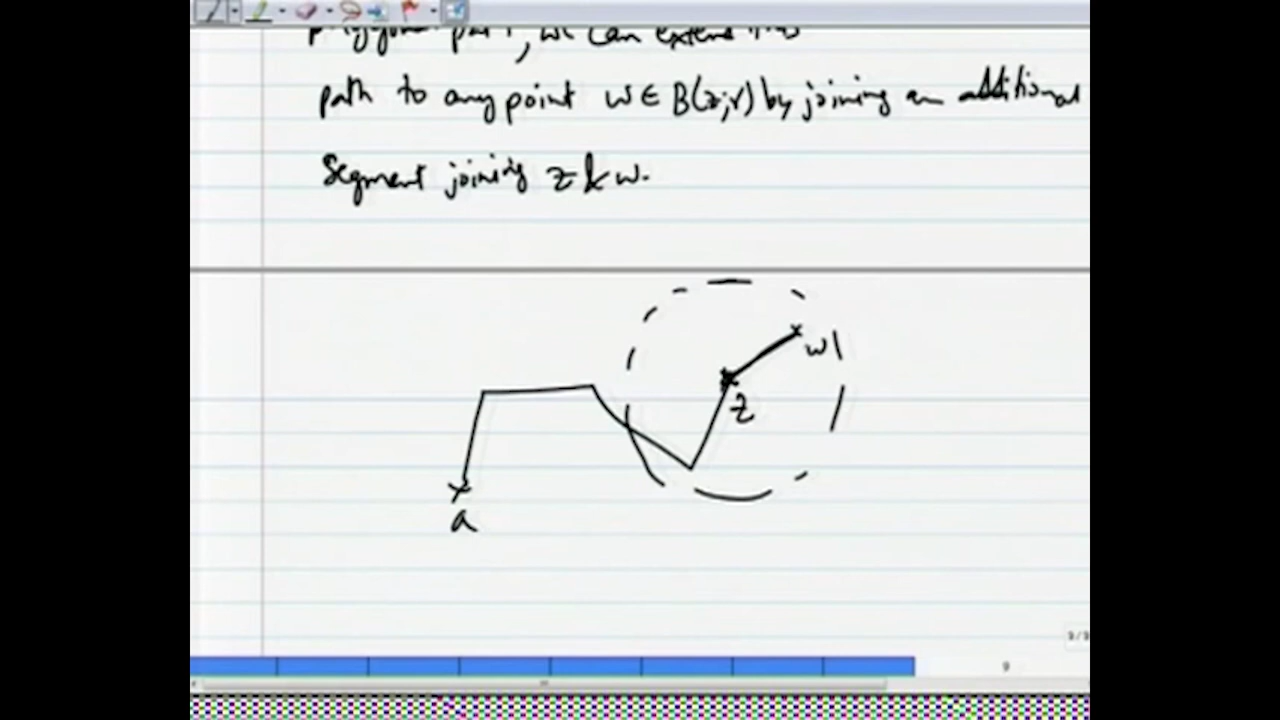 path to any point w ∈ B(z;r) by joining an additional
segment joining z & w.
w
z
a